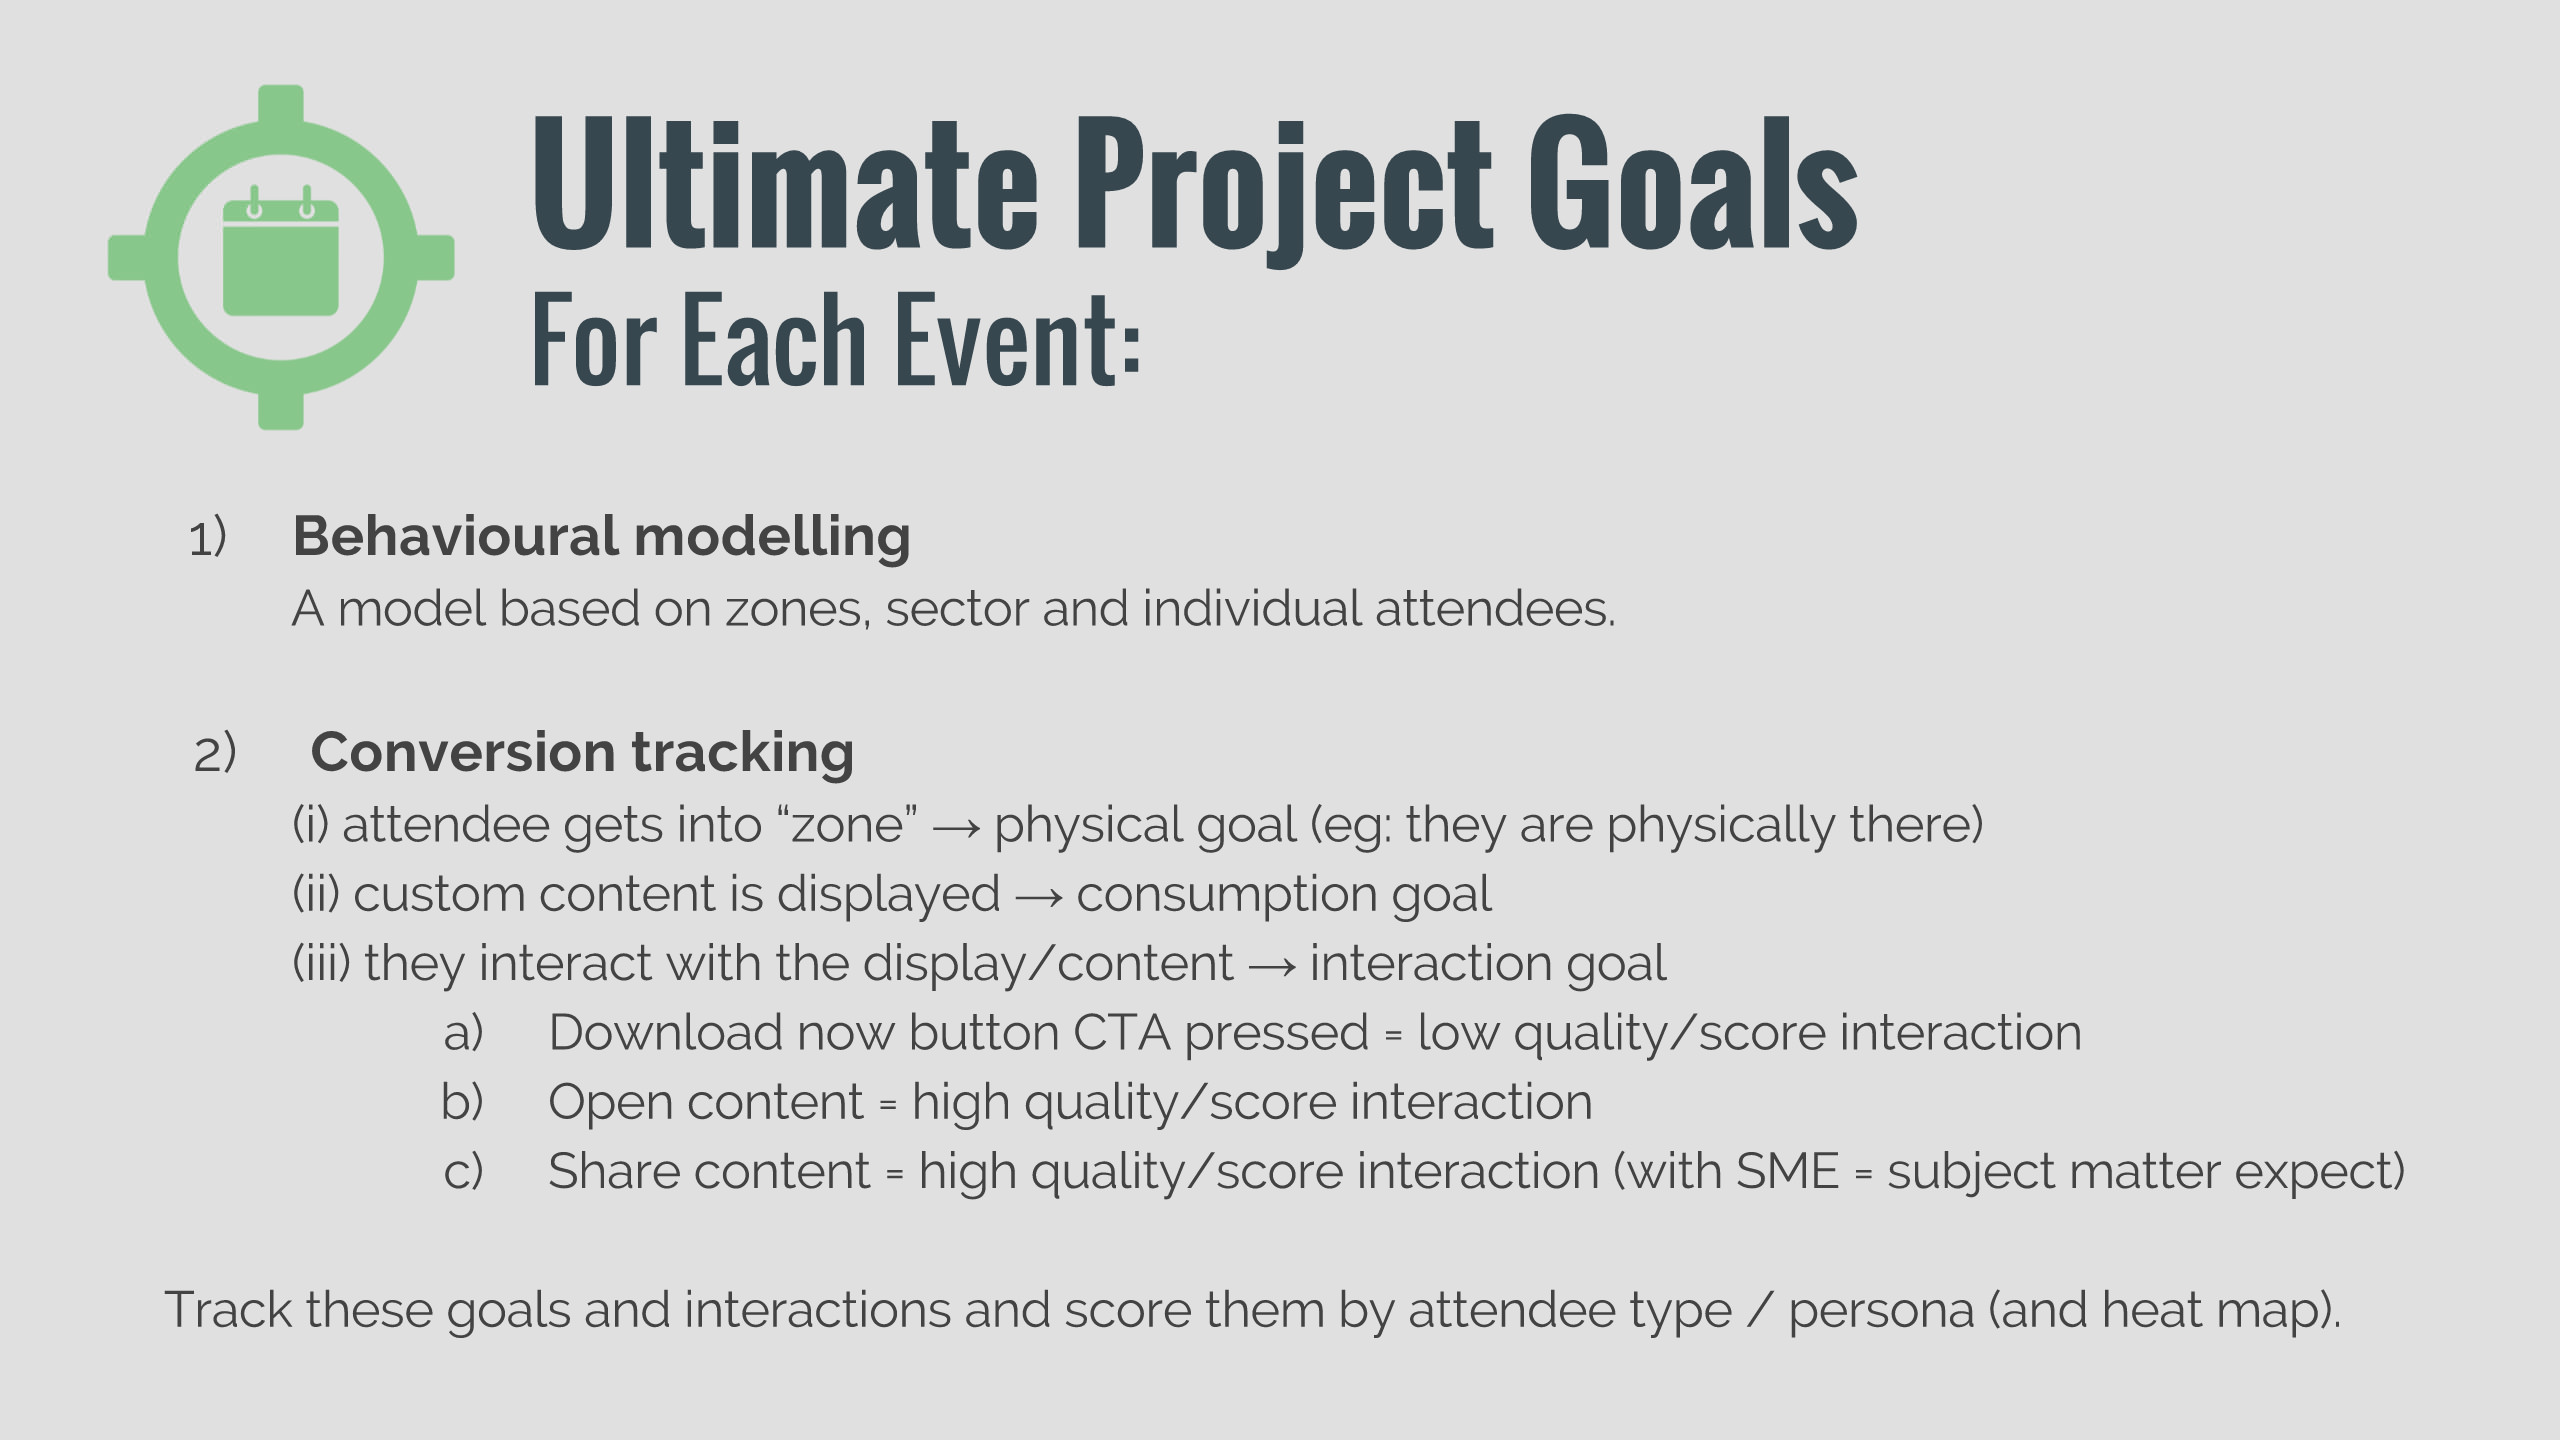 Ultimate Project Goals
For Each Event:
1) Behavioural modelling
A model based on zones, sector and individual attendees.
2) Conversion tracking
(i) attendee gets into “zone” → physical goal (eg: they are physically there)
(ii) custom content is displayed → consumption goal
(iii) they interact with the display/content → interaction goal
a) Download now button CTA pressed = low quality/score interaction
b) Open content = high quality/score interaction
c) Share content = high quality/score interaction (with SME = subject matter expect)
Track these goals and interactions and score them by attendee type / persona (and heat map).